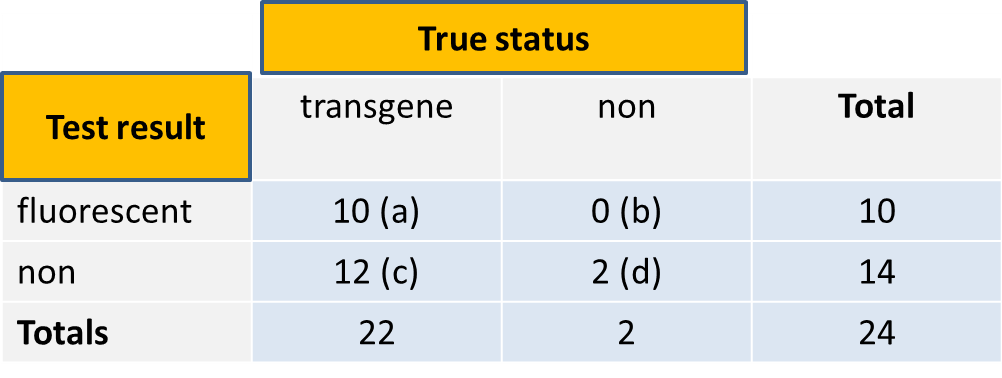 True status
Test result
transgene non Total
fluorescent 10 (a) 0 (b) 10
non 12 (c) 2 (d) 14
Totals 22 2 24